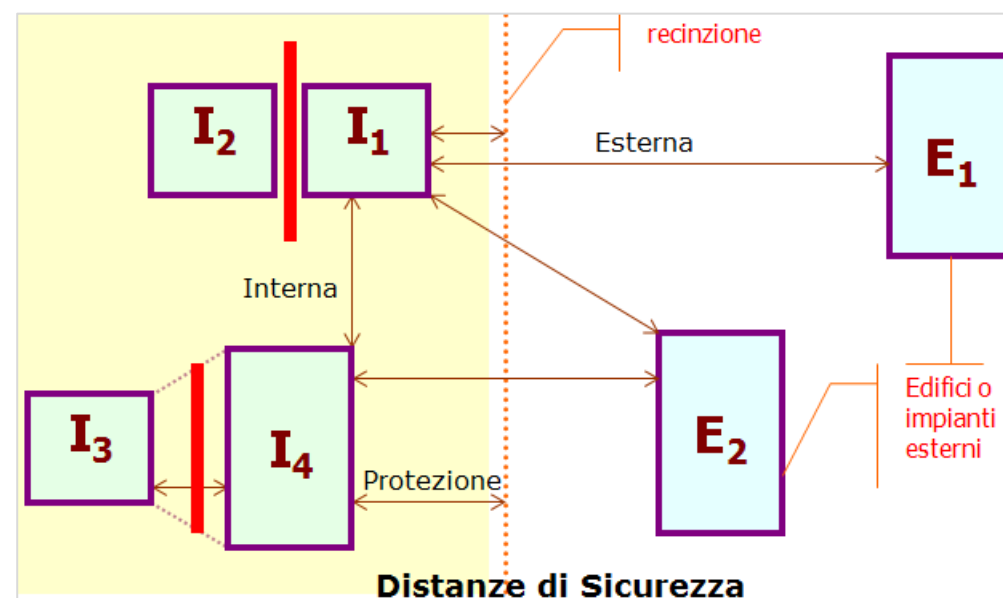 recinzione
I2
I1
Esterna
E1
Interna
I3
I4
Protezione
E2
Edifici o
impianti
esterni
Distanze di Sicurezza